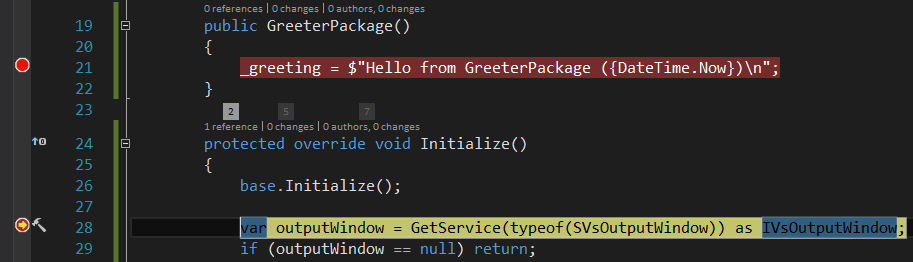 0 references | 0 changes | 0 authors, 0 changes
19 public GreeterPackage()
20 {
21 _greeting = $"Hello from GreeterPackage ({DateTime.Now})\n";
22 }
23
2 5 7
1 reference | 0 changes | 0 authors, 0 changes
24 protected override void Initialize()
25 {
26 base.Initialize();
27
28 var outputWindow = GetService(typeof(SVsOutputWindow)) as IVsOutputWindow;
29 if (outputWindow == null) return;